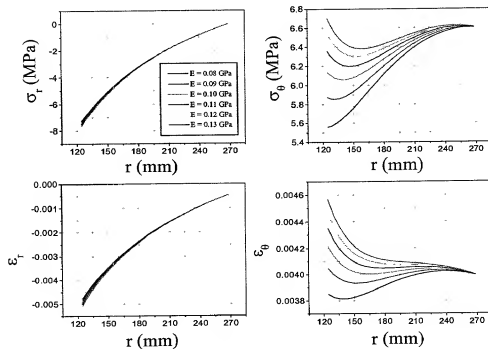 σr (MPa)
0
-2
-4
-6
-8
E = 0.08 GPa
E = 0.09 GPa
E = 0.10 GPa
E = 0.11 GPa
E = 0.12 GPa
E = 0.13 GPa
120 150 180 210 240 270
r (mm)
σθ (MPa)
6.8
6.6
6.4
6.2
6.0
5.8
5.6
5.4
120 150 180 210 240 270
r (mm)
εr
0.000
-0.001
-0.002
-0.003
-0.004
-0.005
120 150 180 210 240 270
r (mm)
εθ
0.0046
0.0044
0.0042
0.0040
0.0038
120 150 180 210 240 270
r (mm)